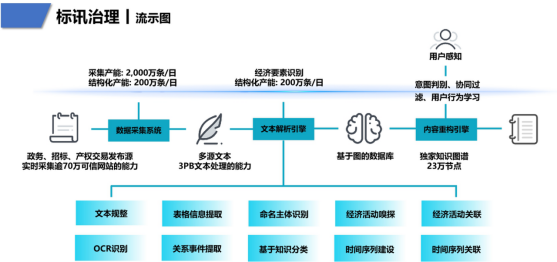 标讯治理 | 流示图
用户感知
采集产能: 2,000万条/日
结构化产能: 200万条/日
经济要素识别
结构化产能: 200万条/日
意图判别、协同过
滤、用户行为学习
数据采集系统
文本解析引擎
内容重构引擎
政务、招标、产权交易发布源
实时采集逾70万可信网站的能力
多源文本
3PB文本处理的能力
基于图的数据库
独家知识图谱
23万节点
文本规整
表格信息提取
命名主体识别
经济活动嗅探
经济活动关联
OCR识别
关系事件提取
基于知识分类
时间序列建设
时间序列关联